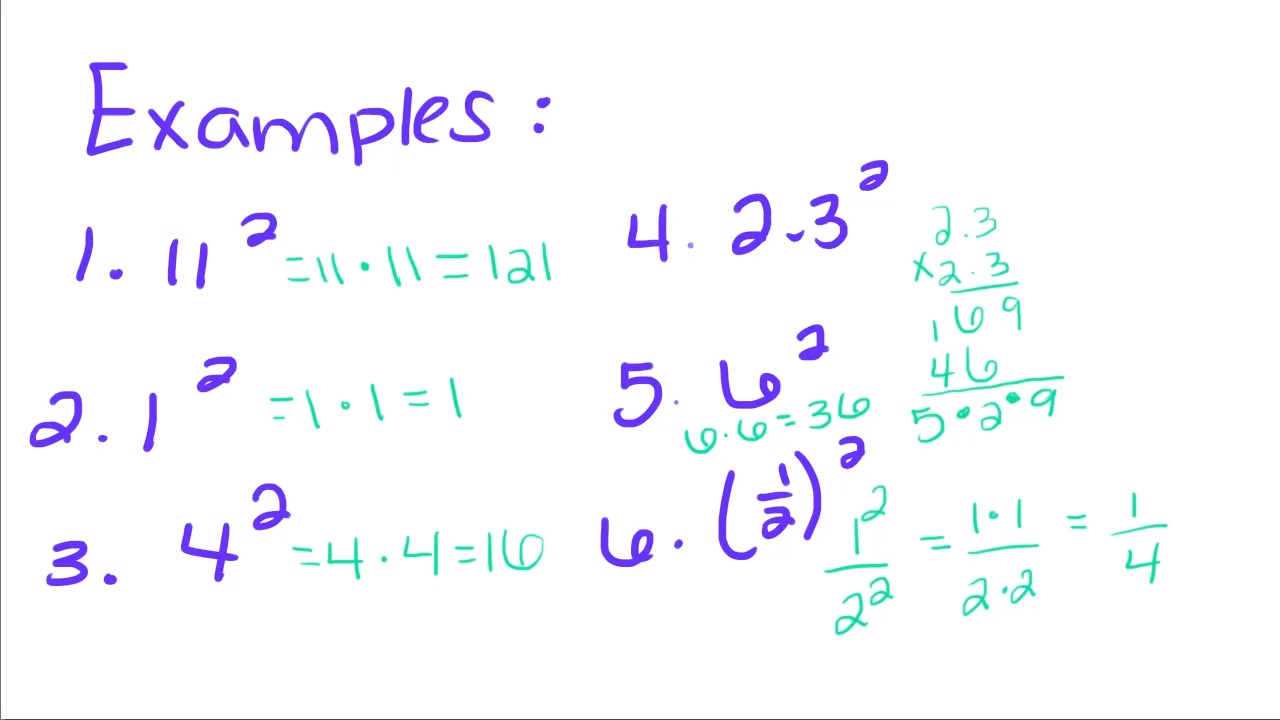 Examples:
1. 11² = 11 · 11 = 121
2. 1² = 1 · 1 = 1
3. 4² = 4 · 4 = 16
4. 2.3²
2.3
x2.3
169
46
5.2.9
5. 6²
6·6=36
6. (1/2)² 1²/2² = 1·1/2·2 = 1/4